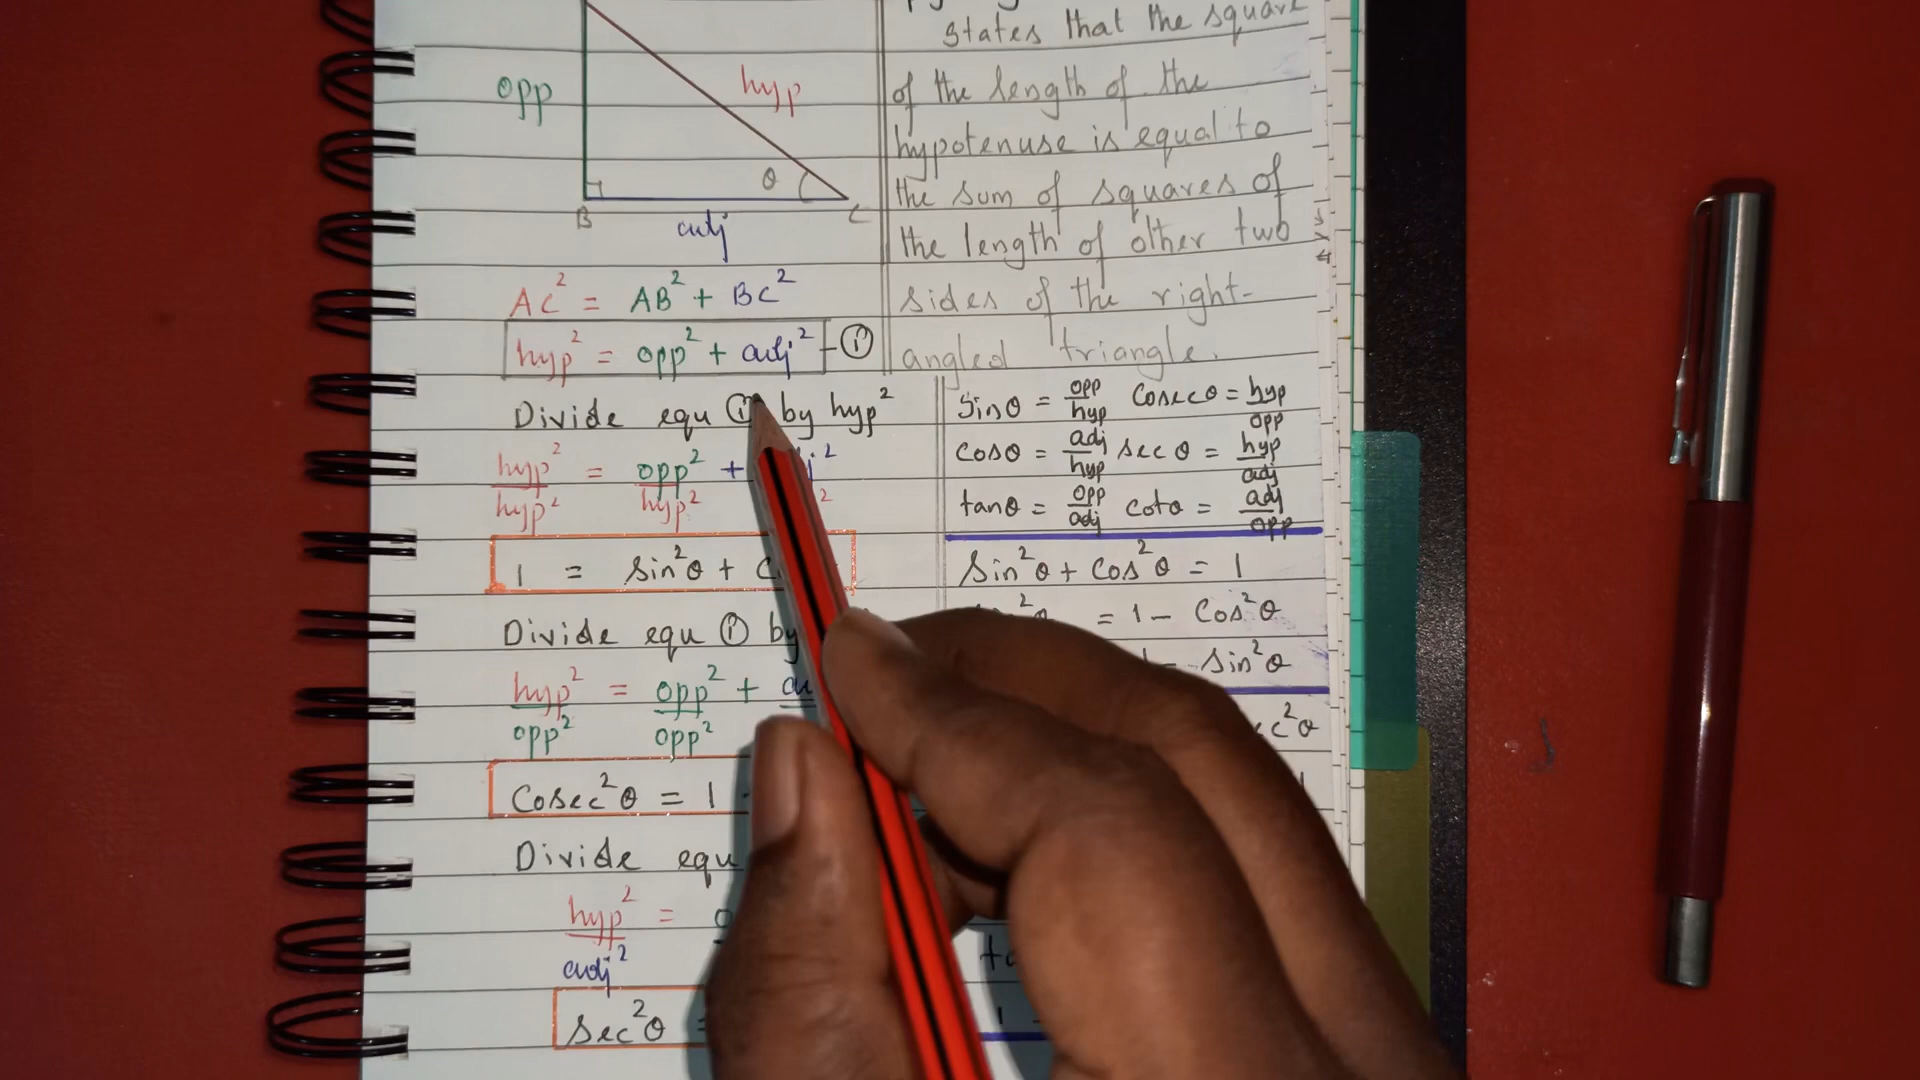 opp
hyp
θ
B
C
adj
AC² = AB² + BC²
hyp² = opp² + adj² - ①
Divide equ ① by hyp²
hyp²/hyp² = opp²/hyp² +
1 = sin²θ +
Divide equ ① by
hyp²/opp² = opp²/opp² +
Cosec²θ = 1
Divide equ
hyp²/adj² =
Sec²θ =
states that the square
of the length of the
hypotenuse is equal to
the sum of squares of
the length of other two
sides of the right-
angled triangle.
Sinθ = opp/hyp Cosecθ = hyp/opp
Cosθ = adj/hyp secθ = hyp/adj
tanθ = opp/adj cotθ = adj/opp
Sin²θ + Cos²θ = 1
= 1 - Cos²θ
- Sin²θ
c²θ
1